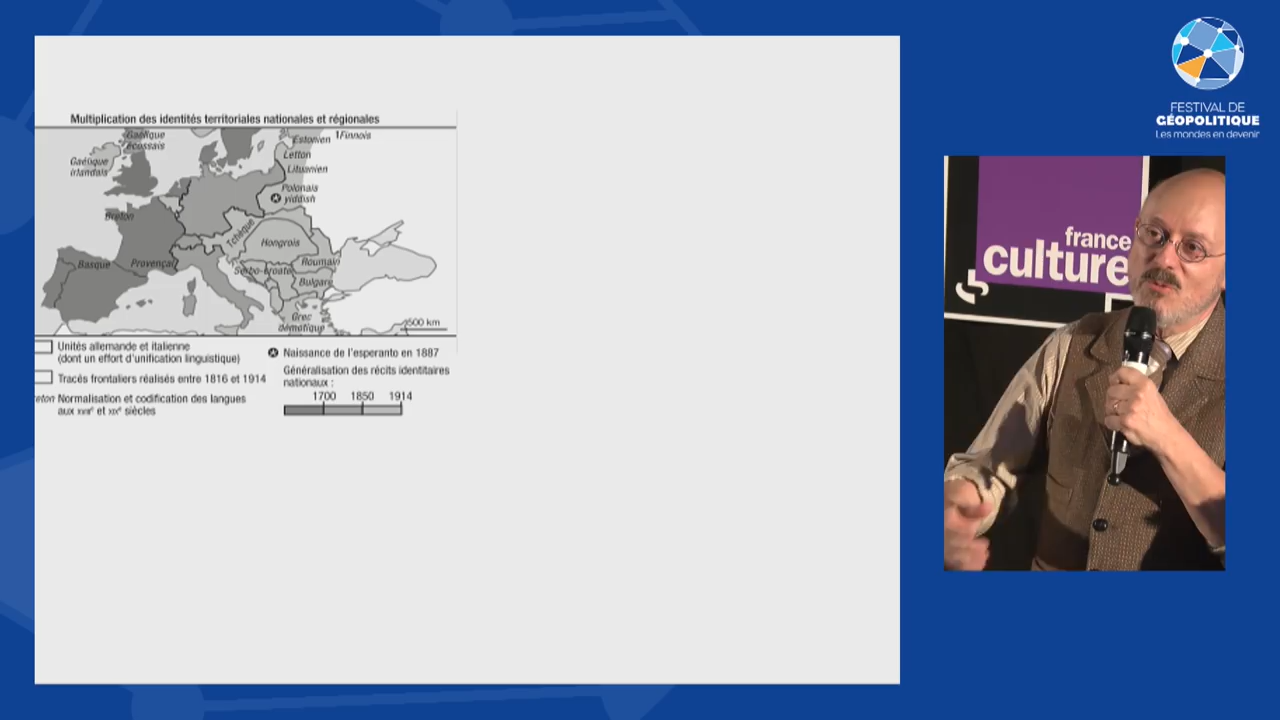 Multiplication des identités territoriales nationales et régionales
Gaélique
écossais
Gaélique
irlandais
Estonien
Finnois
Letton
Lituanien
Polonais
yiddish
Breton
Tchèque
Hongrois
Basque
Provençal
Serbo-croate
Roumain
Bulgare
Grec
démotique
500 km
Unités allemande et italienne
(dont un effort d'unification linguistique)
Tracés frontaliers réalisés entre 1816 et 1914
eton Normalisation et codification des langues
aux XVIIIe et XIXe siècles
Naissance de l'esperanto en 1887
Généralisation des récits identitaires
nationaux :
1700 1850 1914
FESTIVAL DE
GÉOPOLITIQUE
Les mondes en devenir
france
culture